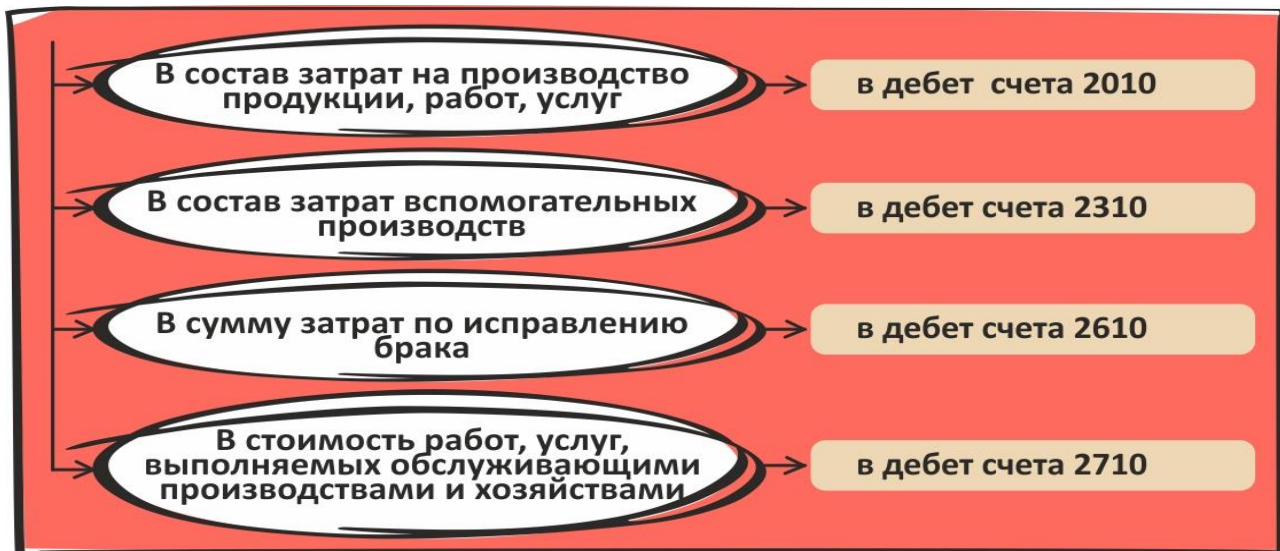 В состав затрат на производство
продукции, работ, услуг
в дебет счета 2010
В состав затрат вспомогательных
производств
в дебет счета 2310
В сумму затрат по исправлению
брака
в дебет счета 2610
В стоимость работ, услуг,
выполняемых обслуживающими
производствами и хозяйствами
в дебет счета 2710